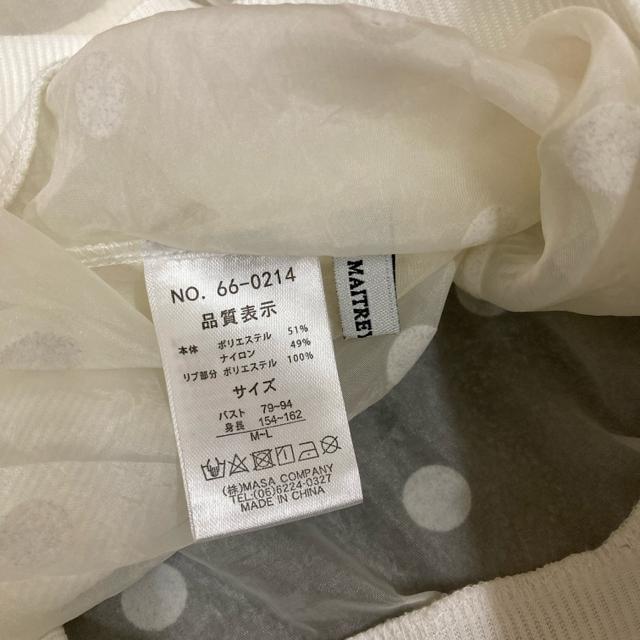 NO. 66-0214
品質表示
本体 ポリエステル 51%
ナイロン 49%
リブ部分 ポリエステル 100%
サイズ
バスト 79~94
身長 154~162
M~L
(株)MASA COMPANY
TEL:(06)6224-0327
MADE IN CHINA
MAITRE